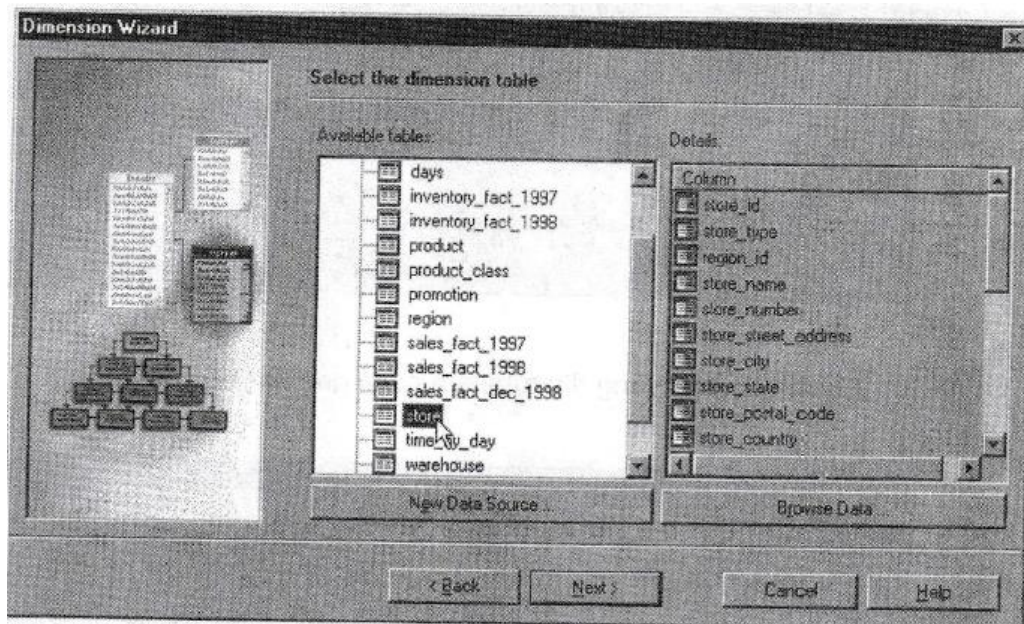 Dimension Wizard
Select the dimension table
Available tables:
days
inventory_fact_1997
inventory_fact_1998
product
product_class
promotion
region
sales_fact_1997
sales_fact_1998
sales_fact_dec_1998
store
time_by_day
warehouse
New Data Source...
Details:
Column
store_id
store_type
region_id
store_name
store_number
store_street_address
store_city
store_state
store_postal_code
store_country
Browse Data...
< Back
Next >
Cancel
Help